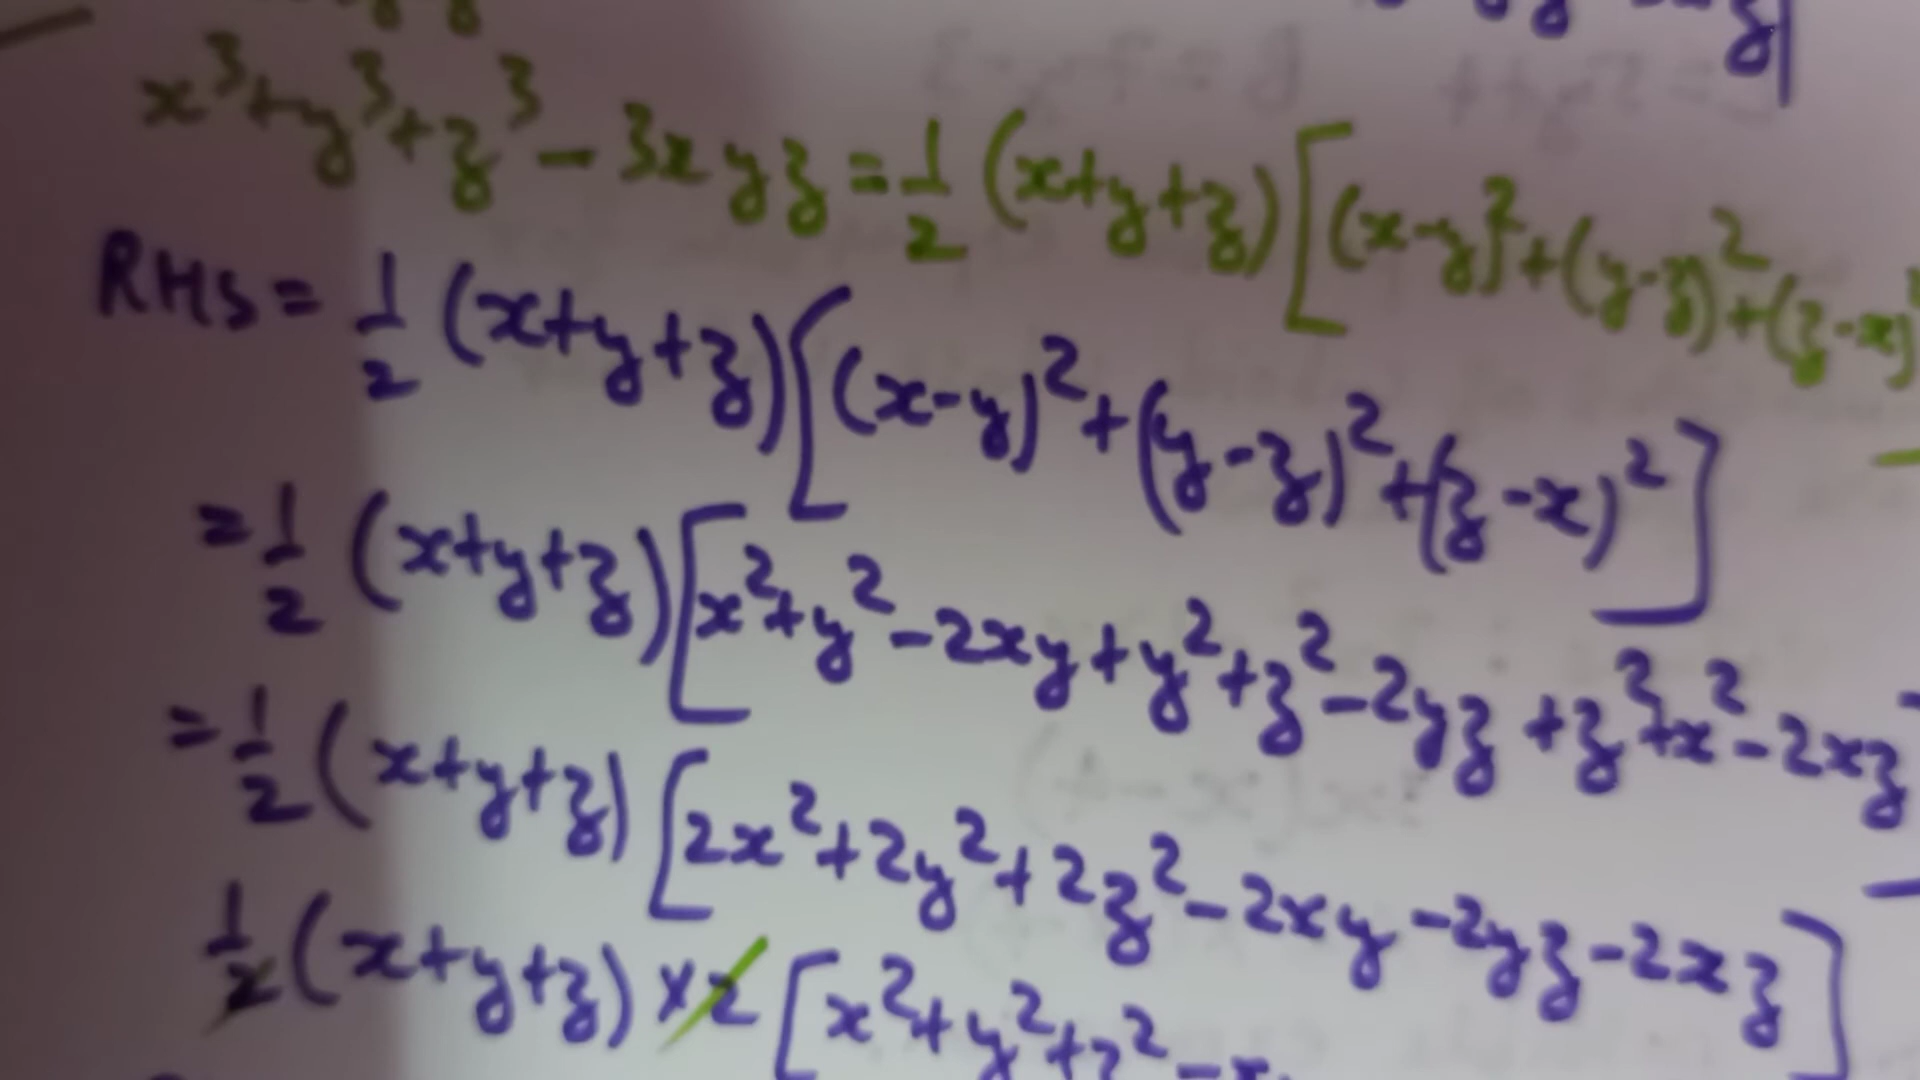 x³+y³+z³ - 3xyz = 1/2 (x+y+z) [(x-y)²+(y-z)²+(z-x)²
RHS = 1/2 (x+y+z) [(x-y)²+(y-z)²+(z-x)²]
= 1/2 (x+y+z) [x²+y²-2xy+y²+z²-2yz+z²+x²-2xz
= 1/2 (x+y+z) [2x²+2y²+2z²-2xy-2yz-2xz]
1/2 (x+y+z) x2 [x²+y²+z²-x